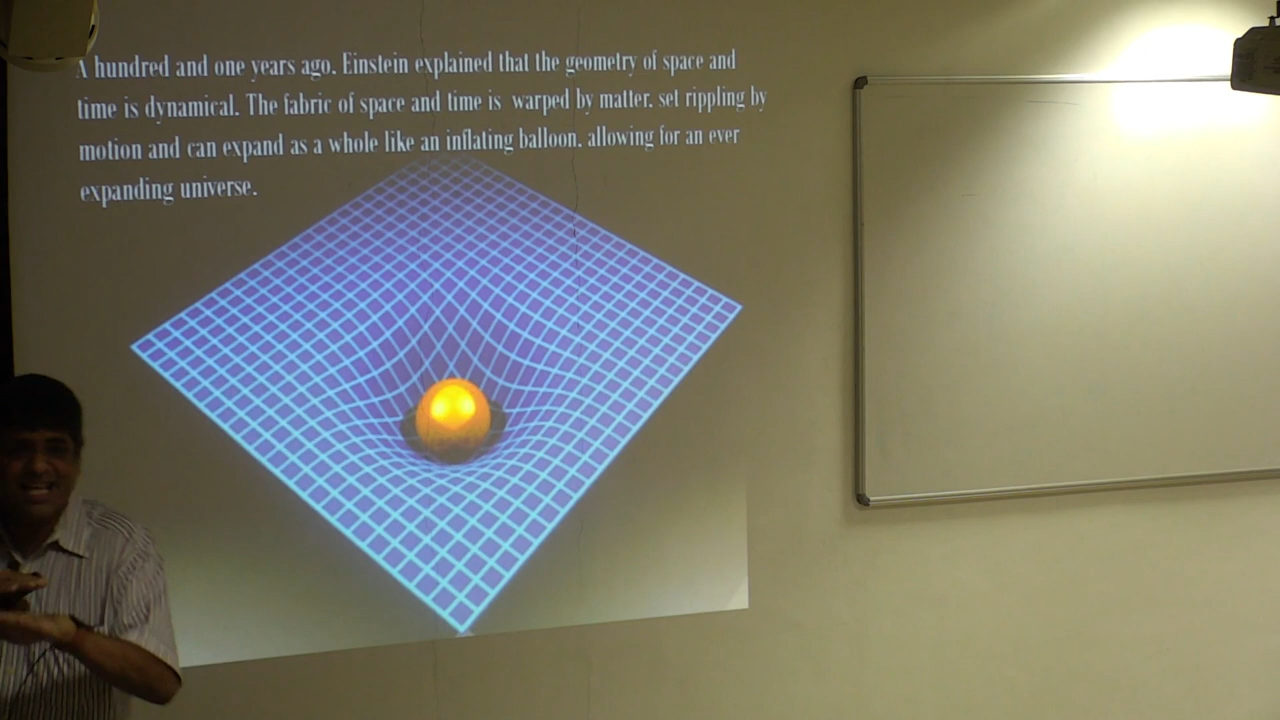 A hundred and one years ago. Einstein explained that the geometry of space and
time is dynamical. The fabric of space and time is warped by matter. set rippling by
motion and can expand as a whole like an inflating balloon. allowing for an ever
expanding universe.